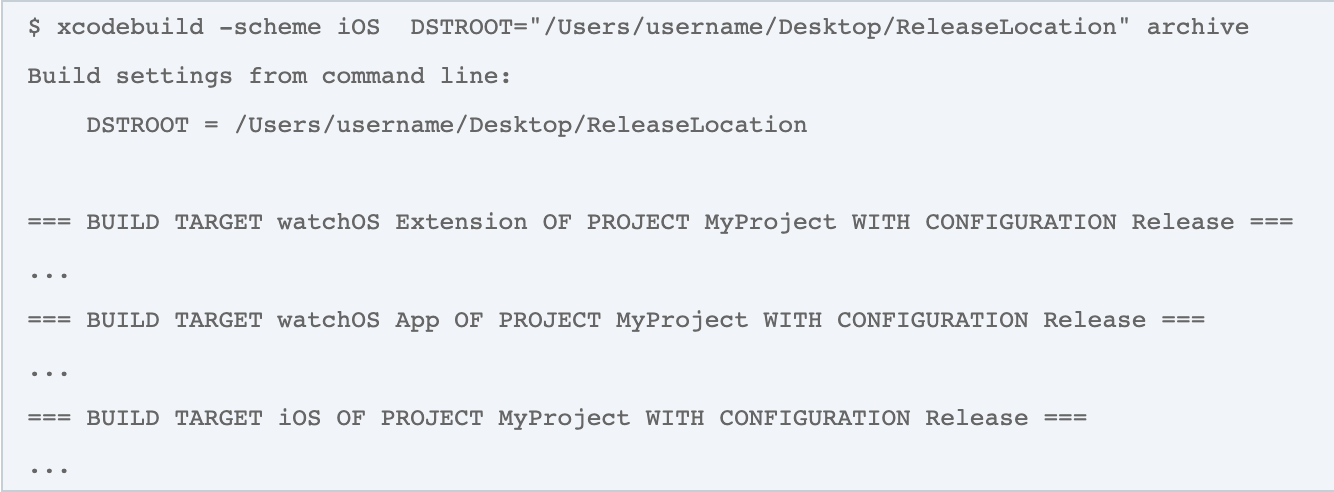 $ xcodebuild -scheme iOS  DSTROOT="/Users/username/Desktop/ReleaseLocation" archive
Build settings from command line:
    DSTROOT = /Users/username/Desktop/ReleaseLocation
=== BUILD TARGET watchOS Extension OF PROJECT MyProject WITH CONFIGURATION Release ===
...
=== BUILD TARGET watchOS App OF PROJECT MyProject WITH CONFIGURATION Release ===
...
=== BUILD TARGET iOS OF PROJECT MyProject WITH CONFIGURATION Release ===
...